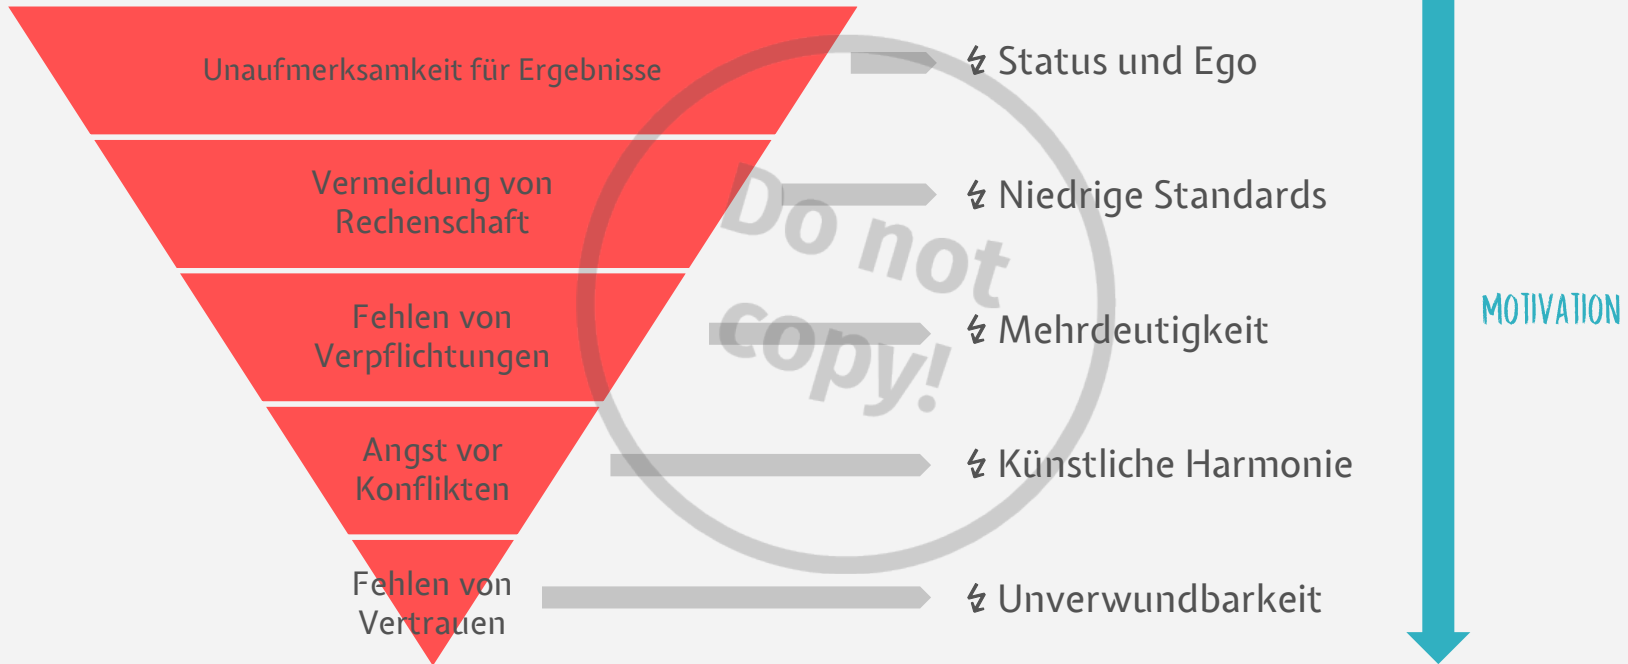 Unaufmerksamkeit für Ergebnisse
Status und Ego
Vermeidung von
Rechenschaft
Niedrige Standards
Fehlen von
Verpflichtungen
Mehrdeutigkeit
Angst vor
Konflikten
Künstliche Harmonie
Fehlen von
Vertrauen
Unverwundbarkeit
MOTIVATION
Do not
copy!